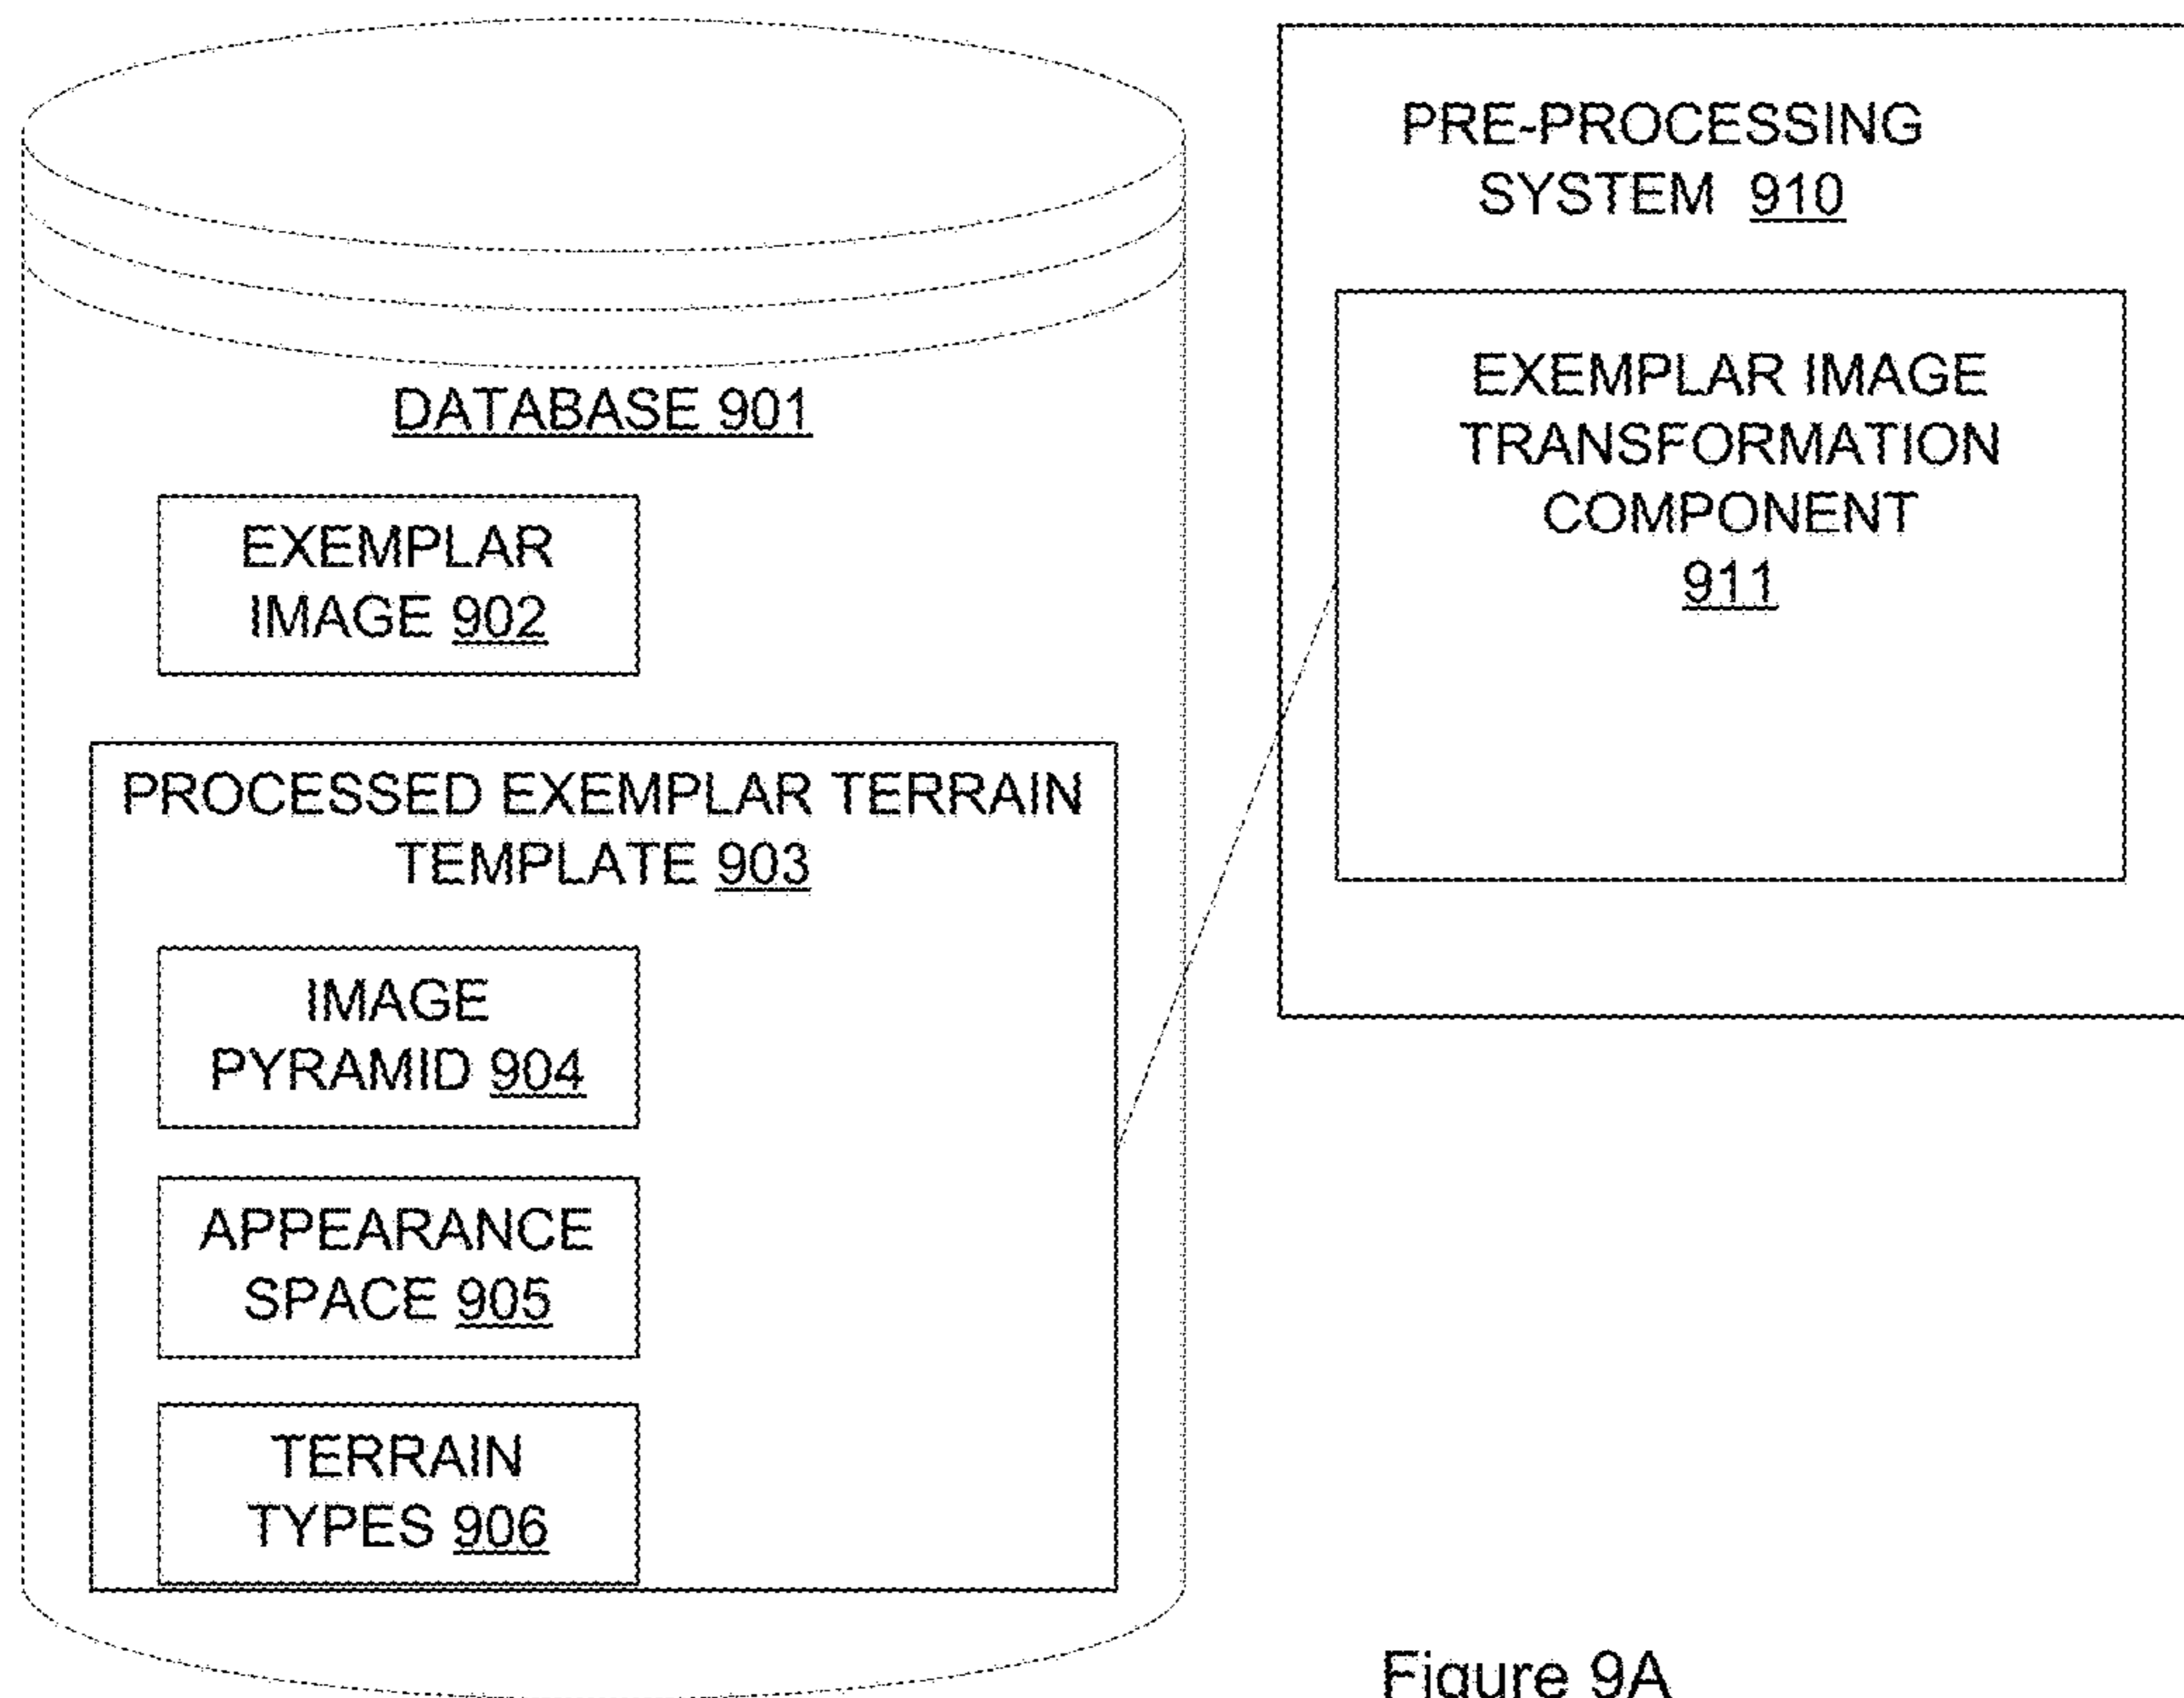 DATABASE 901
EXEMPLAR
IMAGE 902
PROCESSED EXEMPLAR TERRAIN
TEMPLATE 903
IMAGE
PYRAMID 904
APPEARANCE
SPACE 905
TERRAIN
TYPES 906
PRE-PROCESSING
SYSTEM 910
EXEMPLAR IMAGE
TRANSFORMATION
COMPONENT
911
Figure 9A